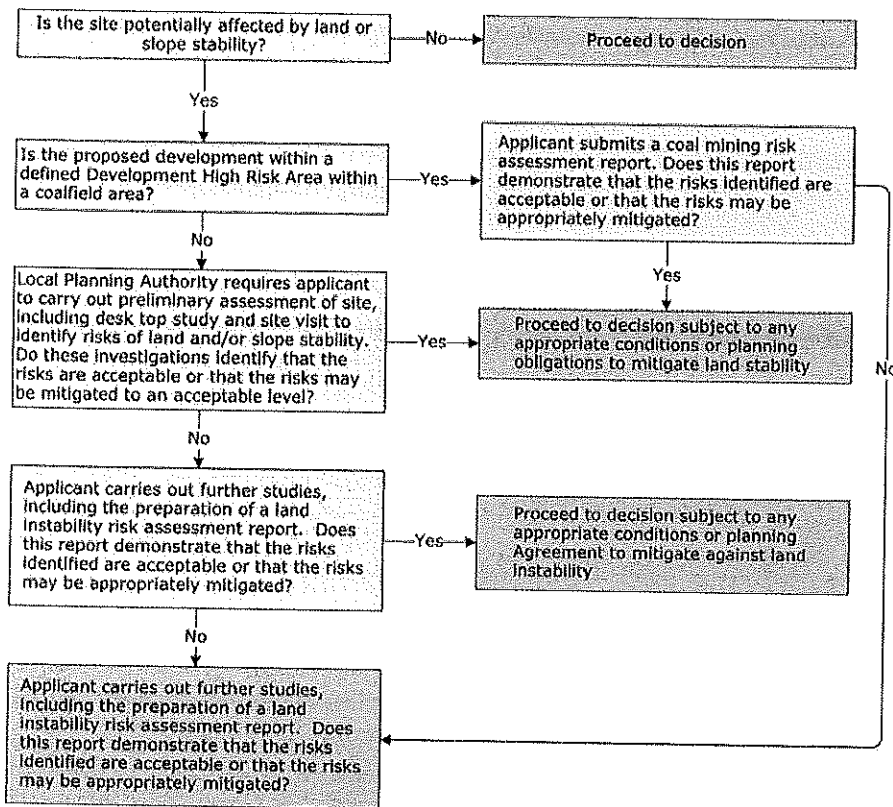 Is the site potentially affected by land or
slope stability?
No
Proceed to decision
Yes
Is the proposed development within a
defined Development High Risk Area within
a coalfield area?
Yes
Applicant submits a coal mining risk
assessment report. Does this report
demonstrate that the risks identified are
acceptable or that the risks may be
appropriately mitigated?
No
Yes
Local Planning Authority requires applicant
to carry out preliminary assessment of site,
including desk top study and site visit to
identify risks of land and/or slope stability.
Do these investigations identify that the
risks are acceptable or that the risks may
be mitigated to an acceptable level?
Yes
Proceed to decision subject to any
appropriate conditions or planning
obligations to mitigate land stability
No
No
Applicant carries out further studies,
including the preparation of a land
instability risk assessment report. Does
this report demonstrate that the risks
identified are acceptable or that the risks
may be appropriately mitigated?
Yes
Proceed to decision subject to any
appropriate conditions or planning
Agreement to mitigate against land
instability
No
Applicant carries out further studies,
including the preparation of a land
instability risk assessment report. Does
this report demonstrate that the risks
identified are acceptable or that the risks
may be appropriately mitigated?